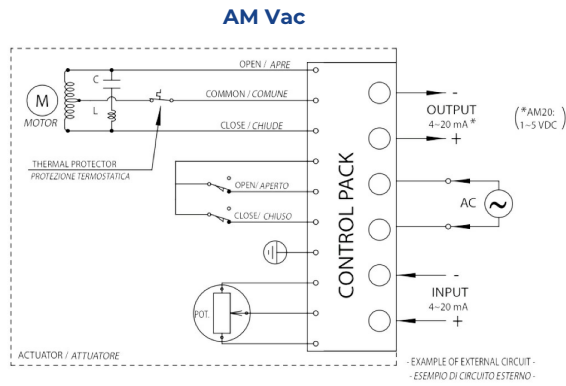 AM Vac
OPEN / APRE
C
COMMON / COMUNE
M
MOTOR
L
CLOSE / CHIUDE
THERMAL PROTECTOR
PROTEZIONE TERMOSTATICA
OPEN/ APERTO
CLOSE/ CHIUSO
POT.
ACTUATOR / ATTUATORE
CONTROL PACK
-
OUTPUT
4~20 mA *
+
(*AM20:
1~5 VDC)
AC
~
-
INPUT
4~20 mA
+
- EXAMPLE OF EXTERNAL CIRCUIT -
- ESEMPIO DI CIRCUITO ESTERNO -